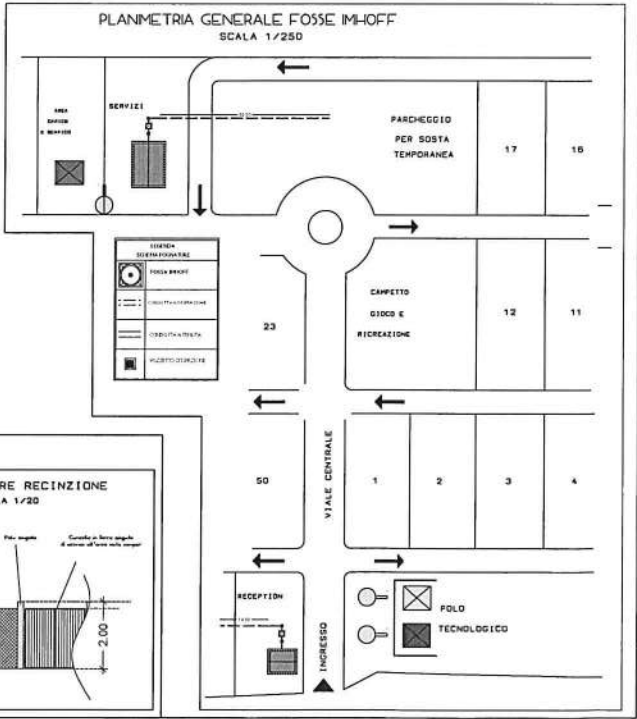 PLANIMETRIA GENERALE FOSSE IMHOFF
SCALA 1/250
SERVIZI
PARCHEGGIO
PER SOSTA
TEMPORANEA
17
16
LEGENDA
FOSSA IMHOFF
23
CAMPETTO
GIOCO E
RICREAZIONE
12
11
50
VIALE CENTRALE
1
2
3
4
RE RECINZIONE
A 1/20
2.00
RECEPTION
INGRESSO
POLO
TECNOLOGICO